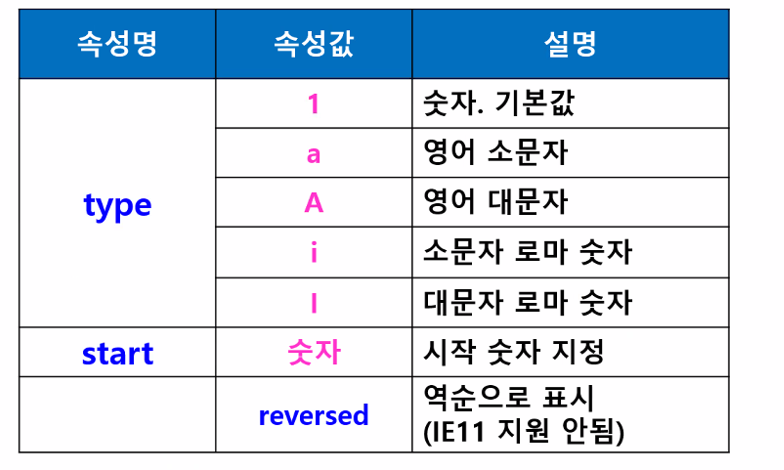 속성명 속성값 설명
type 1 숫자. 기본값
a 영어 소문자
A 영어 대문자
i 소문자 로마 숫자
I 대문자 로마 숫자
start 숫자 시작 숫자 지정
reversed 역순으로 표시
(IE11 지원 안됨)